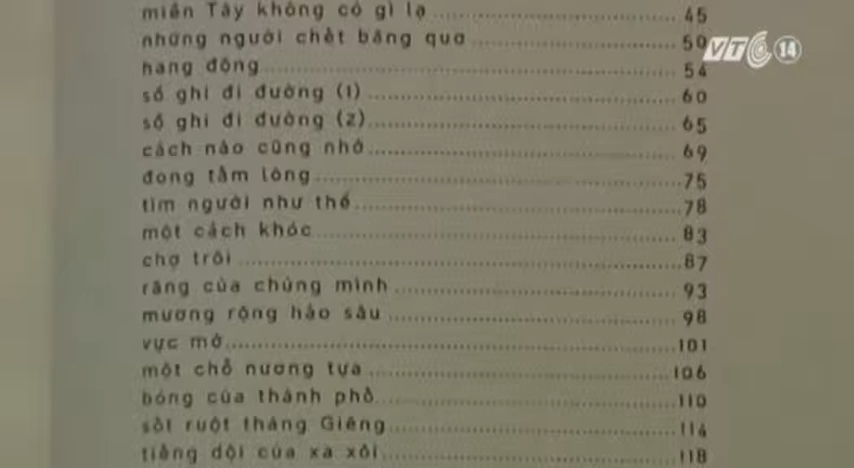 miền Tây không có gì lạ ........ 45
những người chết băng qua ........ 50
VTC 14
hang động ........ 54
sổ ghi đi đường (1) ........ 60
sổ ghi đi đường (2) ........ 65
cách nào cũng nhớ ........ 69
đong tấm lòng ........ 75
tìm người như thế ........ 78
một cách khóc ........ 83
chợ trôi ........ 87
răng của chúng mình ........ 93
mương rộng hào sâu ........ 98
vực mở ........ 101
một chỗ nương tựa ........ 106
bóng của thành phố ........ 110
sốt ruột tháng Giêng ........ 114
tiếng dội của xa xôi ........ 118